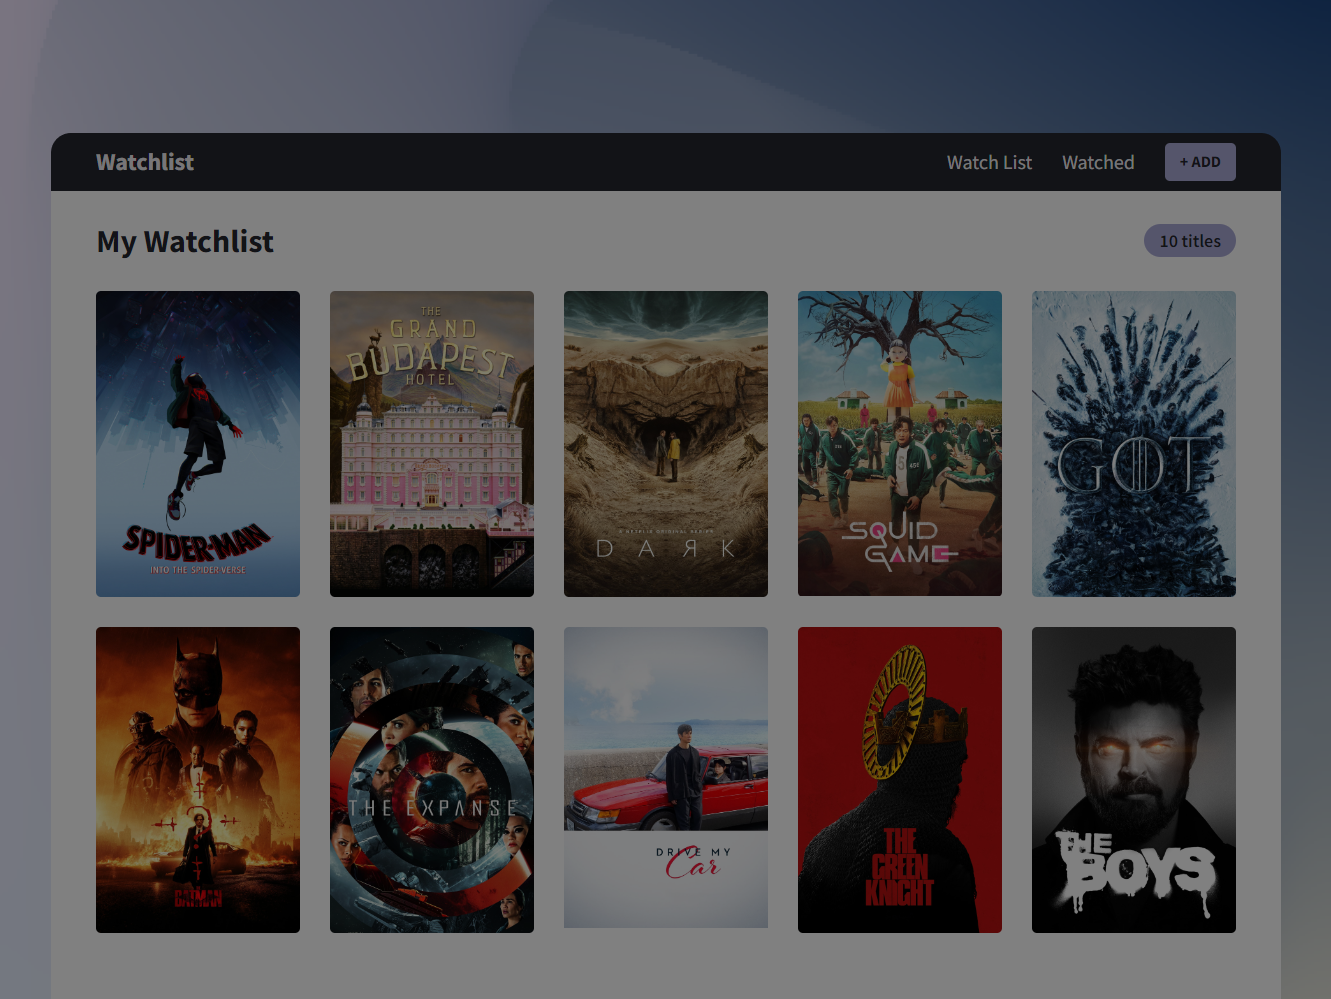 Watchlist
Watch List
Watched
+ ADD
My Watchlist
10 titles
SPIDER-MAN
INTO THE SPIDER-VERSE
THE
GRAND
BUDAPEST
HOTEL
A NETFLIX ORIGINAL SERIES
DARK
SQUID
GAME
GOT
THE
BATMAN
THE EXPANSE
DRIVE MY
Car
THE
GREEN
KNIGHT
THE
BOYS